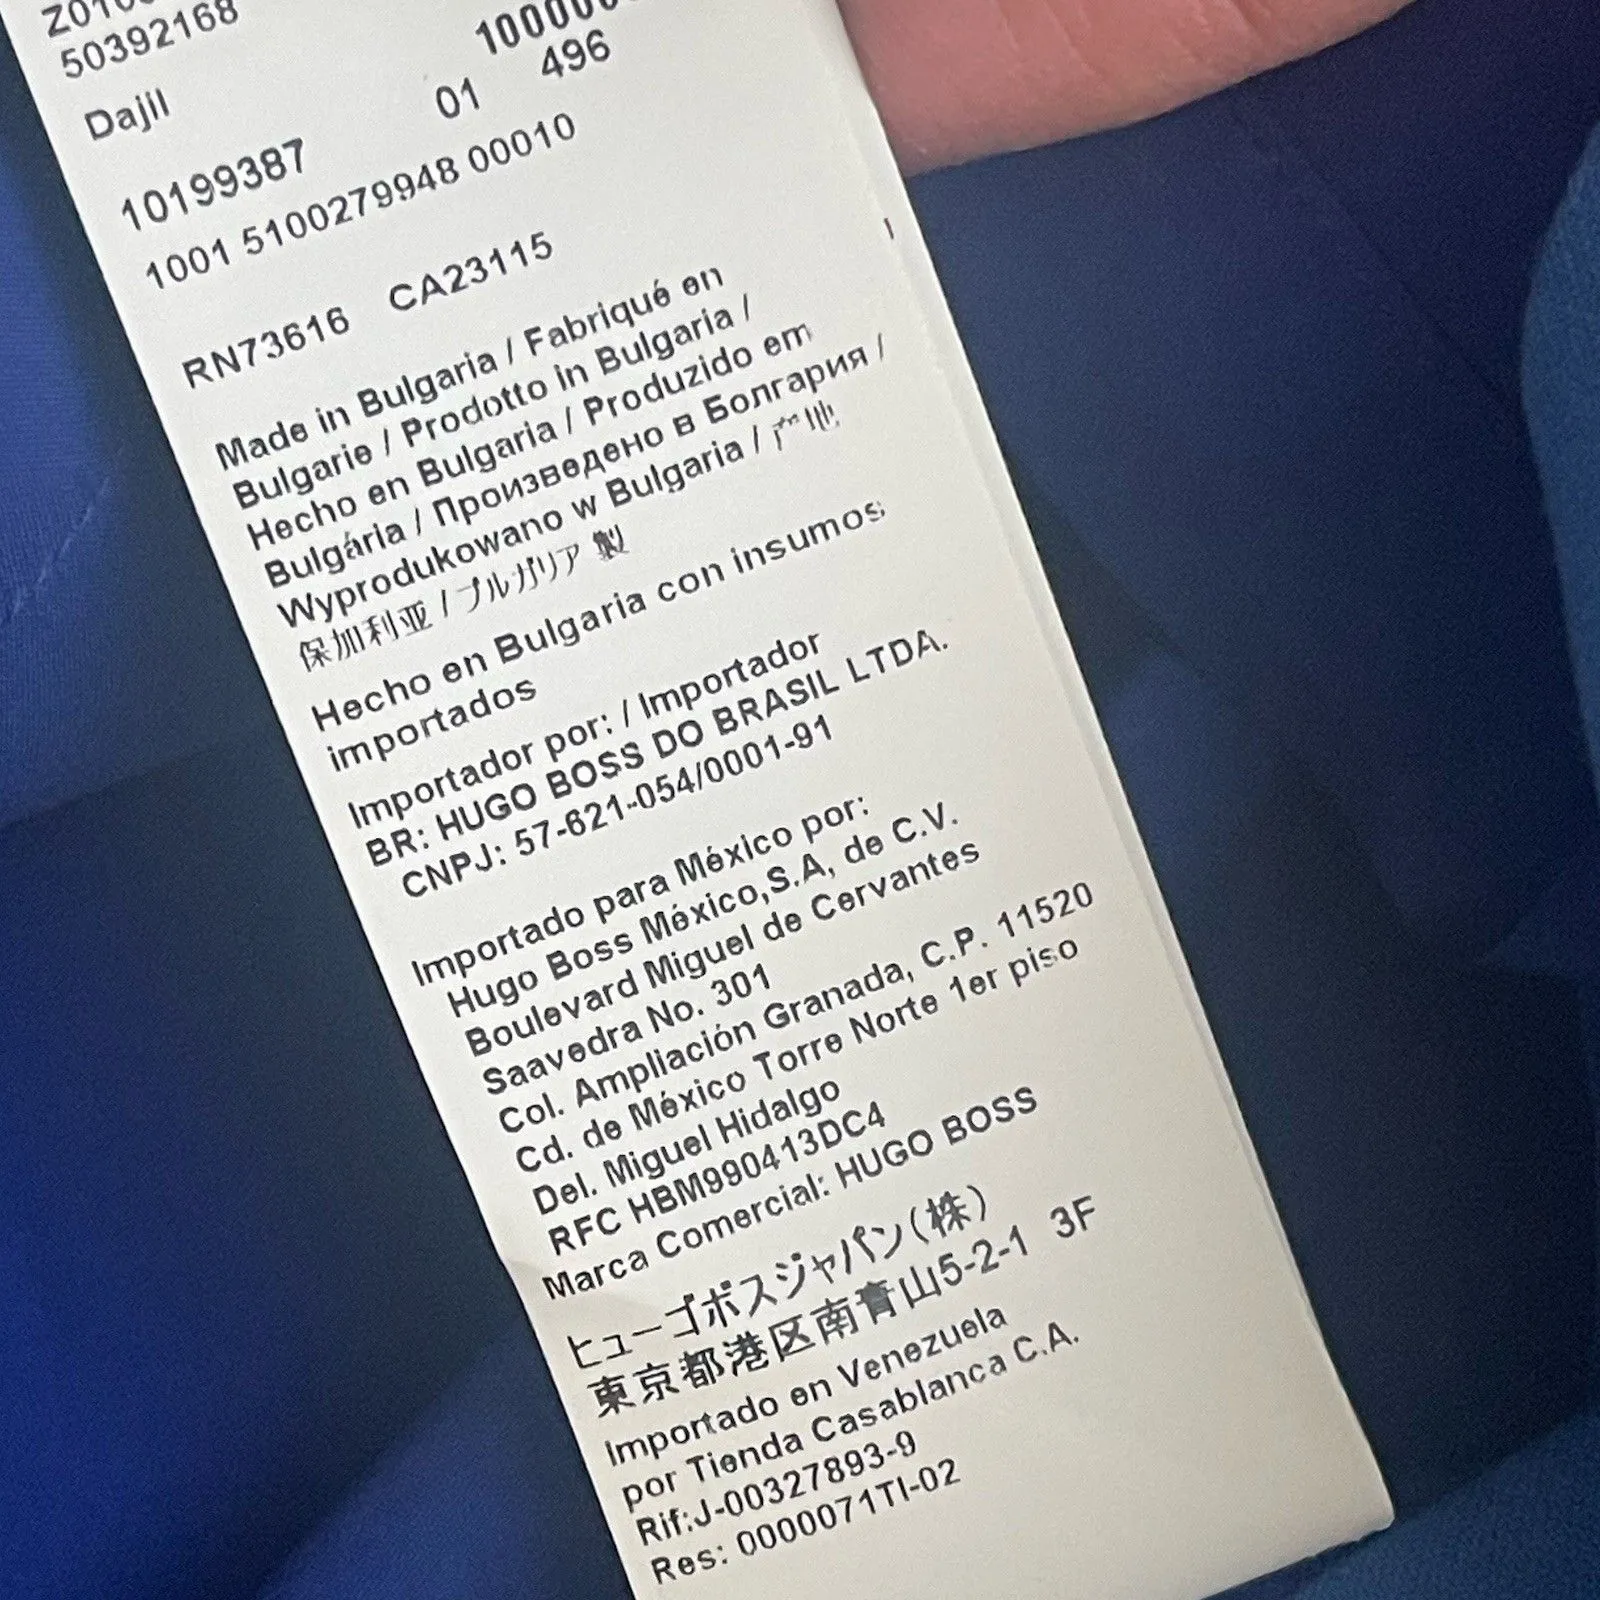 50392168
Dajil 01 496
10199387
1001 5100279948 00010
RN73616 CA23115
Made in Bulgaria / Fabriqué en
Bulgarie / Prodotto in Bulgaria /
Hecho en Bulgaria / Produzido em
Bulgária / Произведено в Болгария /
Wyprodukowano w Bulgaria / 产地
保加利亚 / ブルガリア 製
Hecho en Bulgaria con insumos
importados
Importador por: / Importador
BR: HUGO BOSS DO BRASIL LTDA.
CNPJ: 57-621-054/0001-91
Importado para México por:
Hugo Boss México,S.A, de C.V.
Boulevard Miguel de Cervantes
Saavedra No. 301
Col. Ampliación Granada, C.P. 11520
Cd. de México Torre Norte 1er piso
Del. Miguel Hidalgo
RFC HBM990413DC4
Marca Comercial: HUGO BOSS
ヒューゴボスジャパン(株)
東京都港区南青山5-2-1 3F
Importado en Venezuela
por Tienda Casablanca C.A.
Rif:J-00327893-9
Res: 0000071TI-02